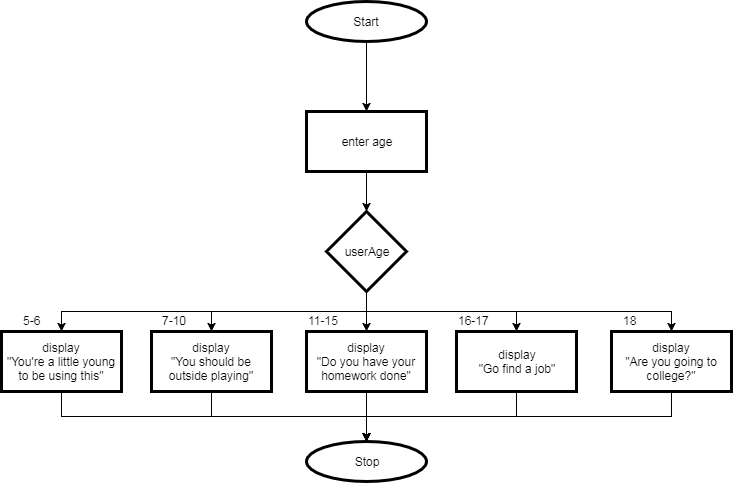 Start
enter age
userAge
5-6
7-10
11-15
16-17
18
display
"You're a little young
to be using this"
display
"You should be
outside playing"
display
"Do you have your
homework done"
display
"Go find a job"
display
"Are you going to
college?"
Stop